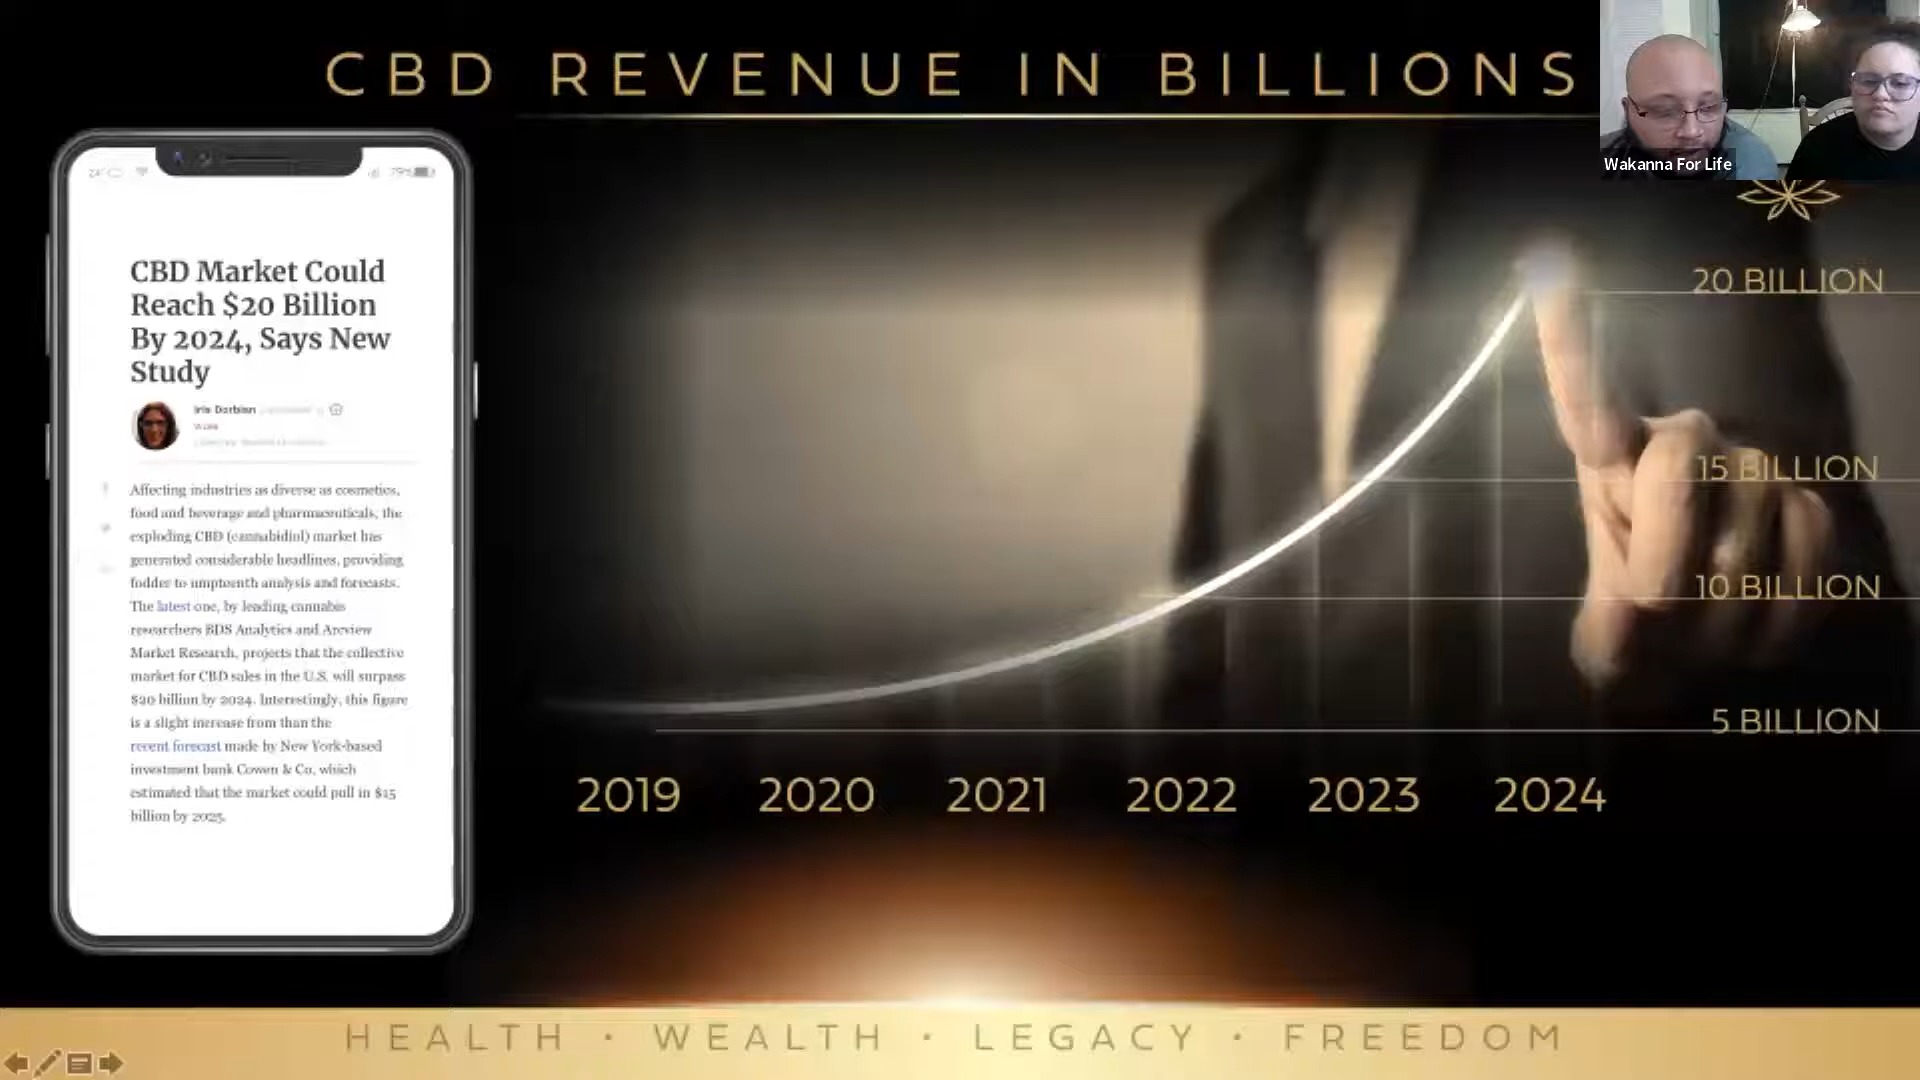 CBD REVENUE IN BILLIONS
Wakanna For Life
79%
CBD Market Could
Reach $20 Billion
By 2024, Says New
Study
Iris Dorbian
Affecting industries as diverse as cosmetics,
food and beverage and pharmaceuticals, the
exploding CBD (cannabidiol) market has
generated considerable headlines, providing
fodder to umpteenth analysis and forecasts.
The latest one, by leading cannabis
researchers BDS Analytics and Arcview
Market Research, projects that the collective
market for CBD sales in the U.S. will surpass
$20 billion by 2024. Interestingly, this figure
is a slight increase from than the
recent forecast made by New York-based
investment bank Cowen & Co. which
estimated that the market could pull in $15
billion by 2025.
20 BILLION
15 BILLION
10 BILLION
5 BILLION
2019 2020 2021 2022 2023 2024
HEALTH · WEALTH · LEGACY · FREEDOM